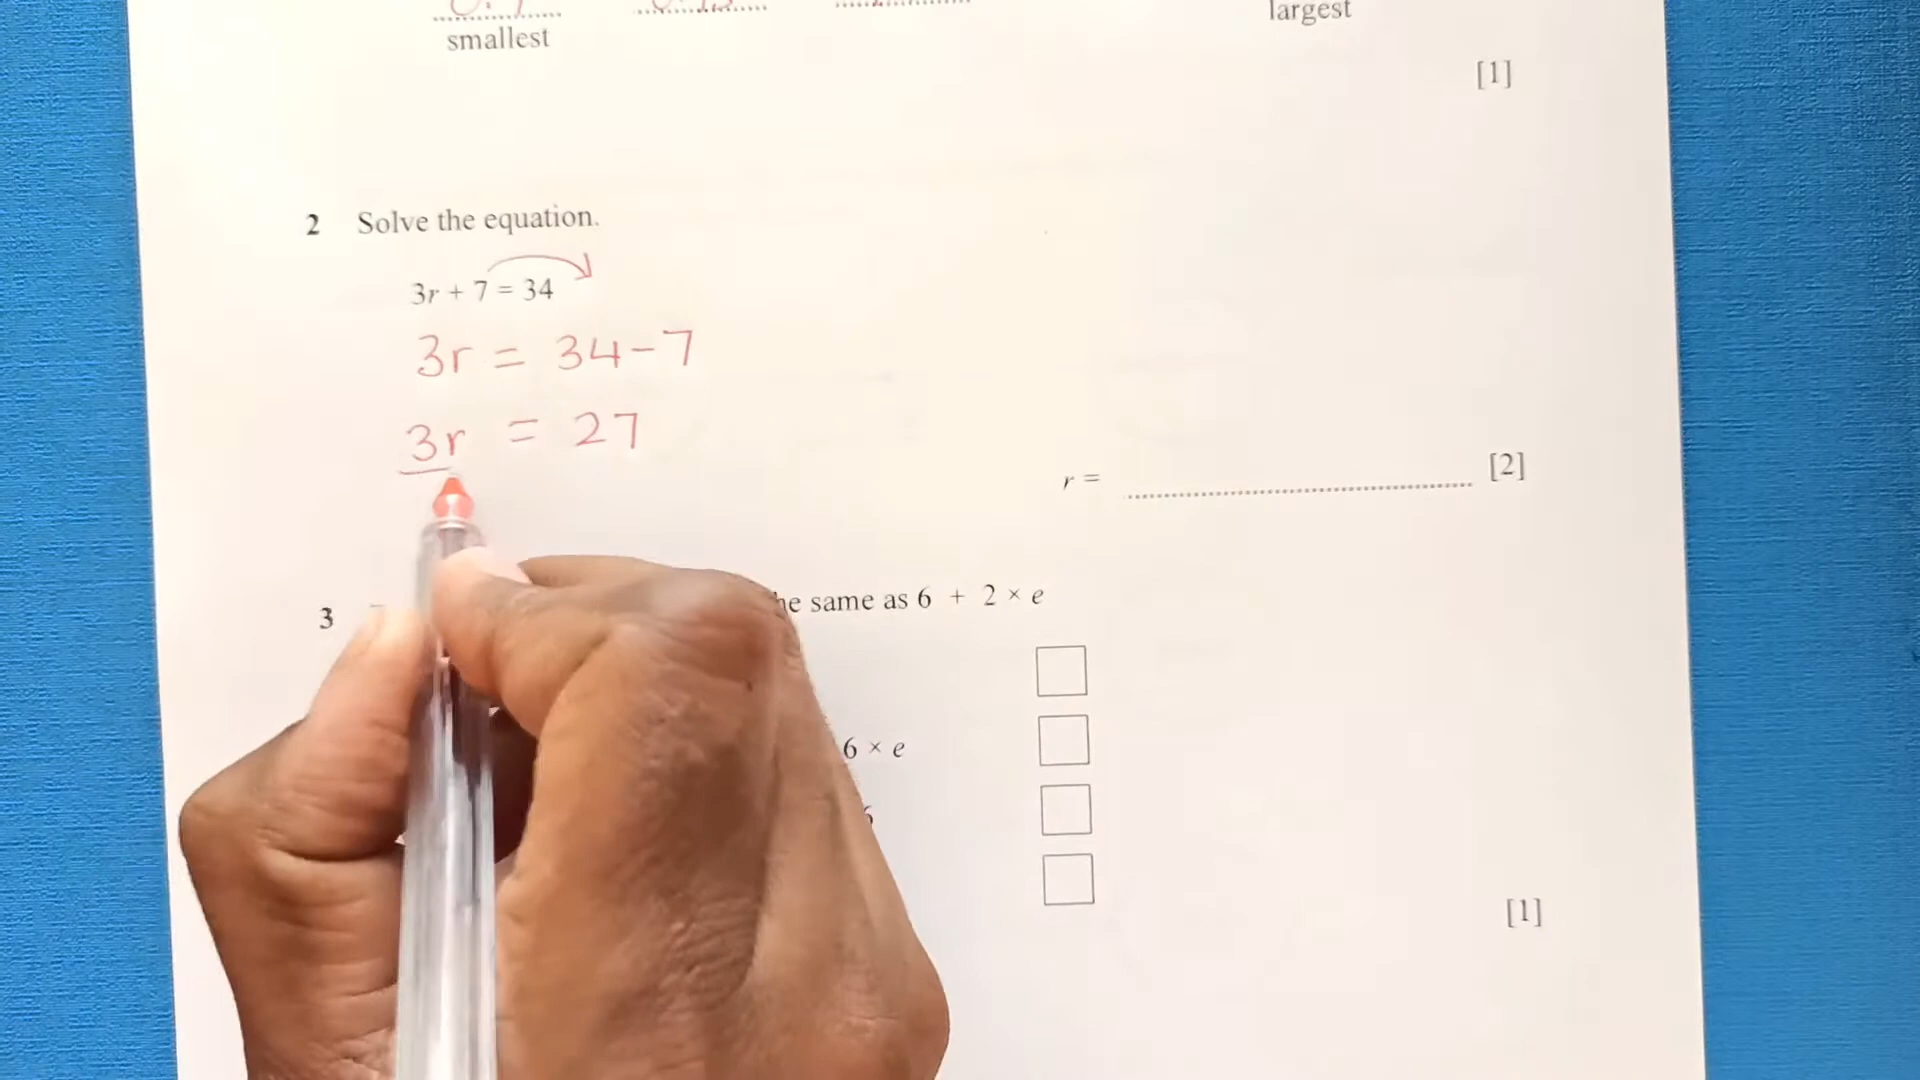 smallest
largest
[1]
2 Solve the equation.
3r + 7 = 34
3r = 34-7
3r = 27
r = [2]
3 same as 6 + 2 × e
6 × e
[1]